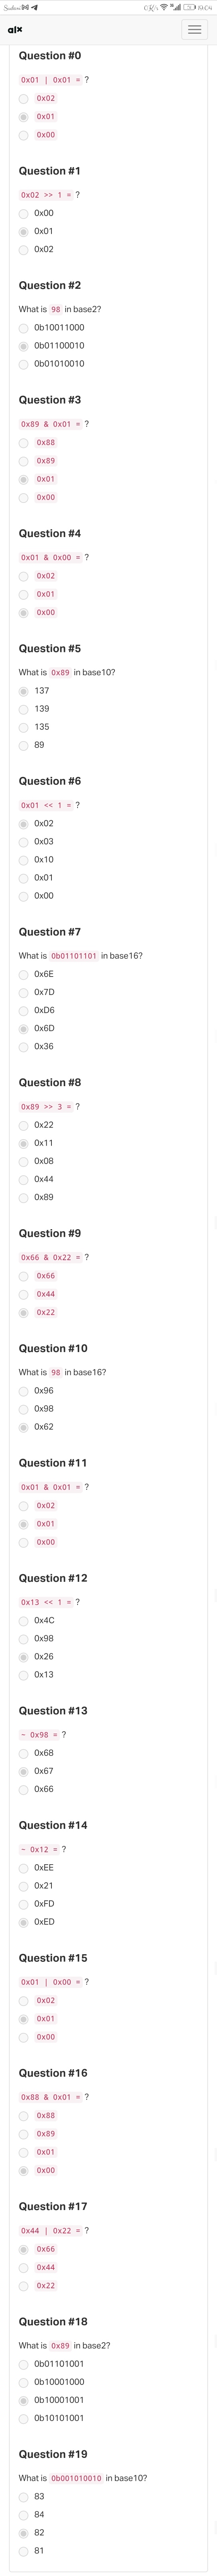 19:04
alx
Question #0
0x01 | 0x01 = ?
0x02
0x01
0x00
Question #1
0x02 >> 1 = ?
0x00
0x01
0x02
Question #2
What is 98 in base2?
0b10011000
0b01100010
0b01010010
Question #3
0x89 & 0x01 = ?
0x88
0x89
0x01
0x00
Question #4
0x01 & 0x00 = ?
0x02
0x01
0x00
Question #5
What is 0x89 in base10?
137
139
135
89
Question #6
0x01 << 1 = ?
0x02
0x03
0x10
0x01
0x00
Question #7
What is 0b01101101 in base16?
0x6E
0x7D
0xD6
0x6D
0x36
Question #8
0x89 >> 3 = ?
0x22
0x11
0x08
0x44
0x89
Question #9
0x66 & 0x22 = ?
0x66
0x44
0x22
Question #10
What is 98 in base16?
0x96
0x98
0x62
Question #11
0x01 & 0x01 = ?
0x02
0x01
0x00
Question #12
0x13 << 1 = ?
0x4C
0x98
0x26
0x13
Question #13
~ 0x98 = ?
0x68
0x67
0x66
Question #14
~ 0x12 = ?
0xEE
0x21
0xFD
0xED
Question #15
0x01 | 0x00 = ?
0x02
0x01
0x00
Question #16
0x88 & 0x01 = ?
0x88
0x89
0x01
0x00
Question #17
0x44 | 0x22 = ?
0x66
0x44
0x22
Question #18
What is 0x89 in base2?
0b01101001
0b10001000
0b10001001
0b10101001
Question #19
What is 0b001010010 in base10?
83
84
82
81